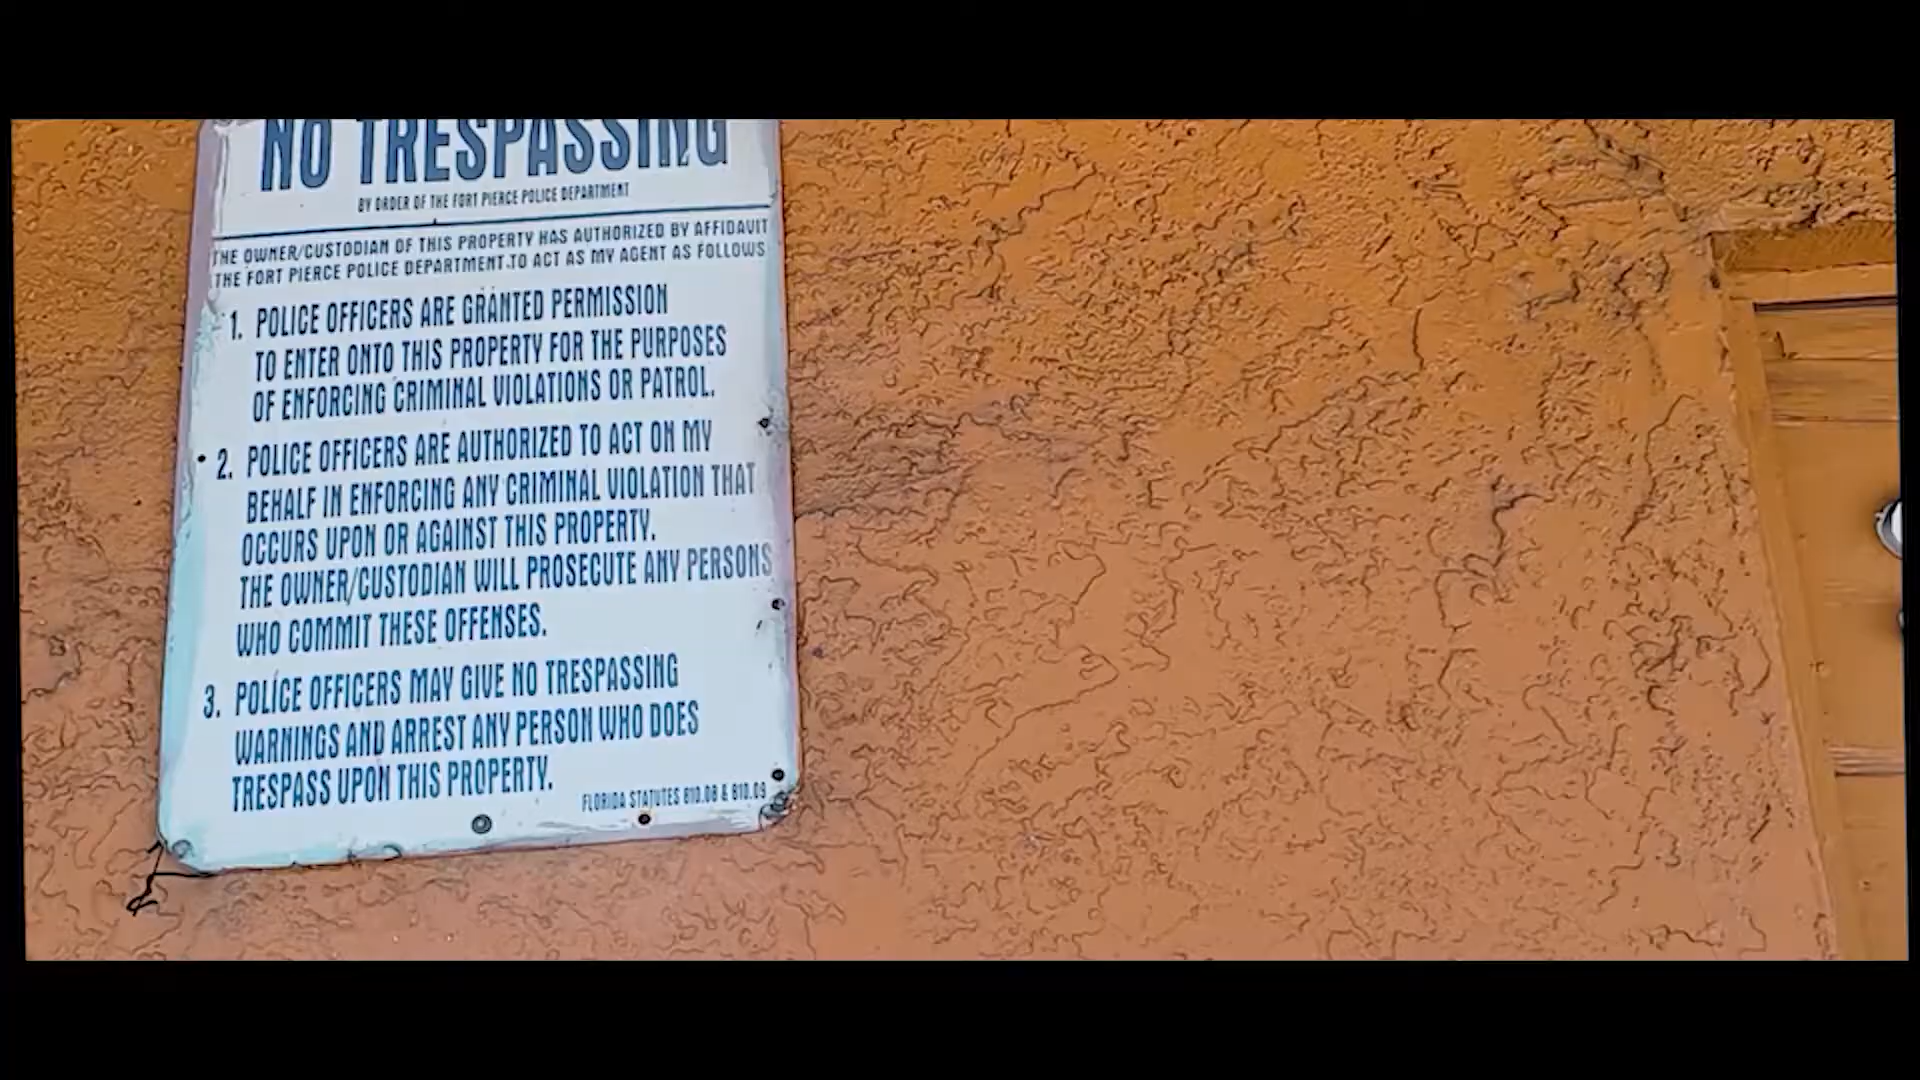 NO TRESPASSING
BY ORDER OF THE FORT PIERCE POLICE DEPARTMENT
THE OWNER/CUSTODIAN OF THIS PROPERTY HAS AUTHORIZED BY AFFIDAVIT
THE FORT PIERCE POLICE DEPARTMENT TO ACT AS MY AGENT AS FOLLOWS
1. POLICE OFFICERS ARE GRANTED PERMISSION
TO ENTER ONTO THIS PROPERTY FOR THE PURPOSES
OF ENFORCING CRIMINAL VIOLATIONS OR PATROL.
2. POLICE OFFICERS ARE AUTHORIZED TO ACT ON MY
BEHALF IN ENFORCING ANY CRIMINAL VIOLATION THAT
OCCURS UPON OR AGAINST THIS PROPERTY.
THE OWNER/CUSTODIAN WILL PROSECUTE ANY PERSONS
WHO COMMIT THESE OFFENSES.
3. POLICE OFFICERS MAY GIVE NO TRESPASSING
WARNINGS AND ARREST ANY PERSON WHO DOES
TRESPASS UPON THIS PROPERTY.
FLORIDA STATUTES 810.08 & 810.09